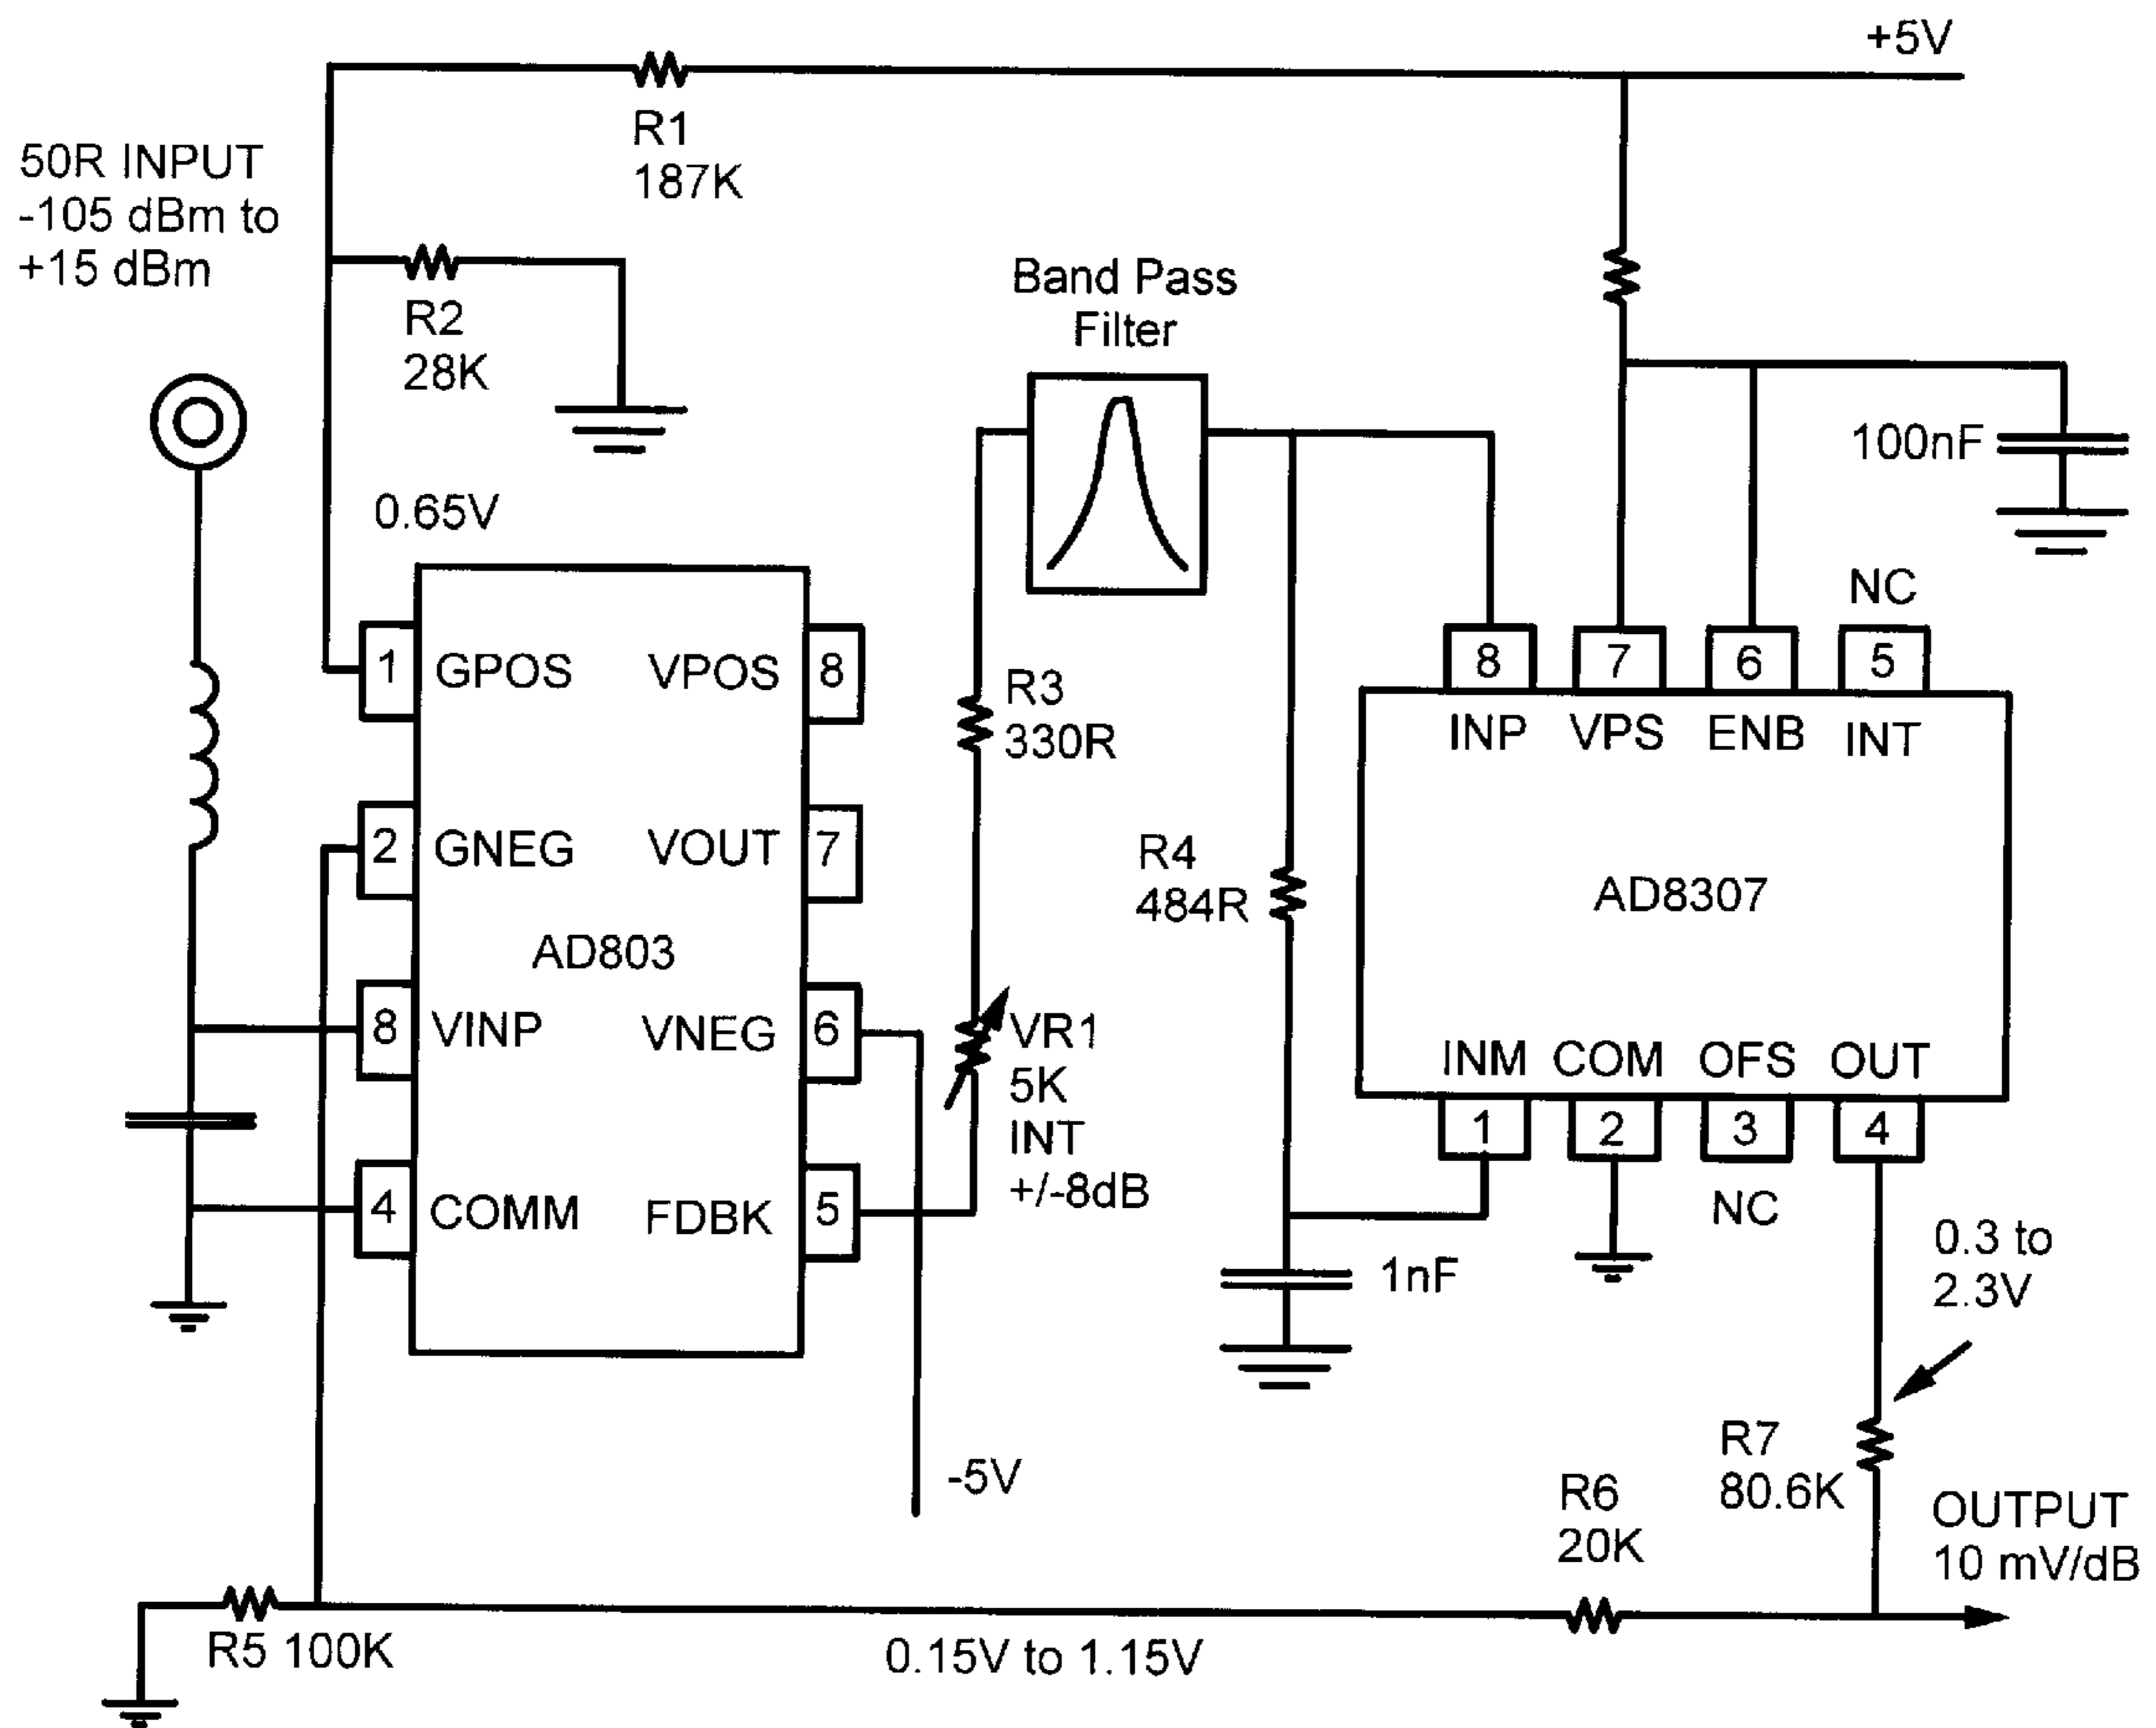 +5V
R1
187K
50R INPUT
-105 dBm to
+15 dBm
R2
28K
Band Pass
Filter
100nF
0.65V
NC
1 GPOS VPOS 8
2 GNEG VOUT 7
AD803
8 VINP VNEG 6
4 COMM FDBK 5
R3
330R
VR1
5K
INT
+/-8dB
R4
484R
8 7 6 5
INP VPS ENB INT
AD8307
INM COM OFS OUT
1 2 3 4
NC
1nF
0.3 to
2.3V
-5V
R7
80.6K
R6
20K
OUTPUT
10 mV/dB
R5 100K
0.15V to 1.15V